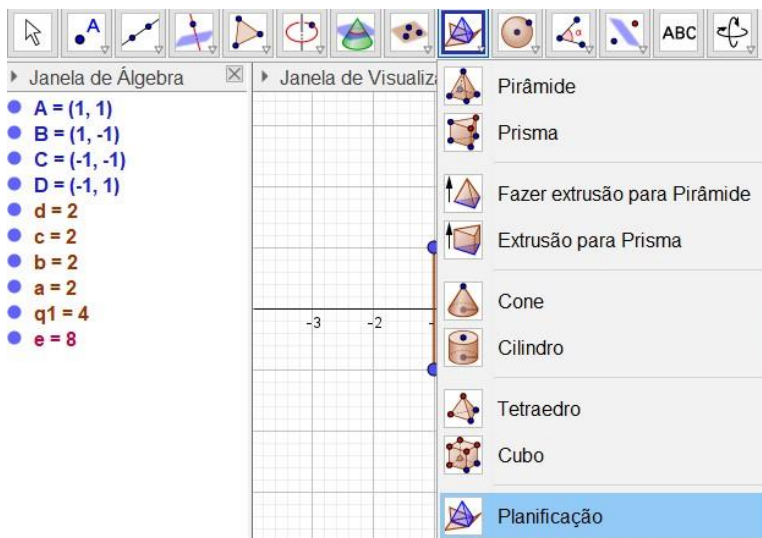 A
α
ABC
Janela de Álgebra
A = (1, 1)
B = (1, -1)
C = (-1, -1)
D = (-1, 1)
d = 2
c = 2
b = 2
a = 2
q1 = 4
e = 8
Janela de Visualiz
-3 -2
Pirâmide
Prisma
Fazer extrusão para Pirâmide
Extrusão para Prisma
Cone
Cilindro
Tetraedro
Cubo
Planificação